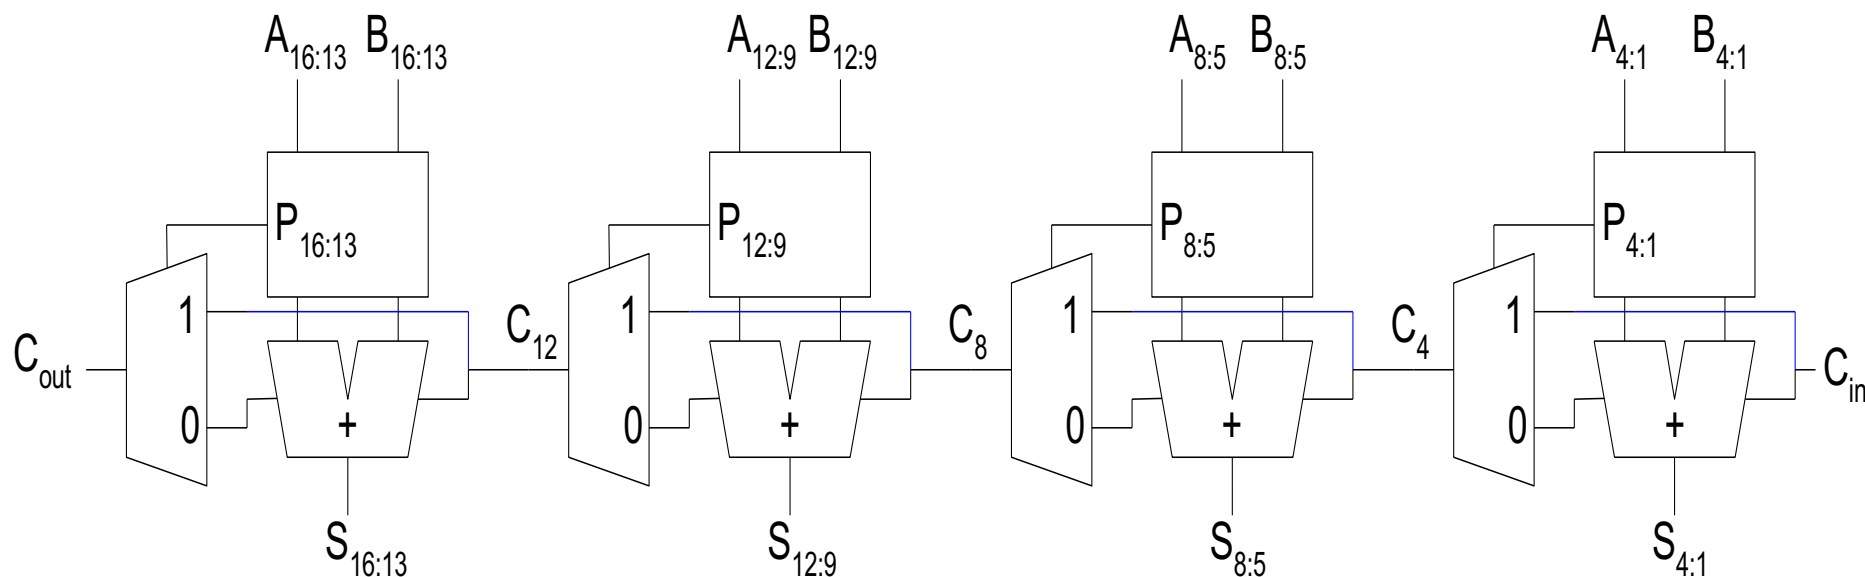 A16:13 B16:13 A12:9 B12:9 A8:5 B8:5 A4:1 B4:1
P16:13 P12:9 P8:5 P4:1
1 1 1 1
Cout C12 C8 C4 Cin
0 + 0 + 0 + 0 +
S16:13 S12:9 S8:5 S4:1